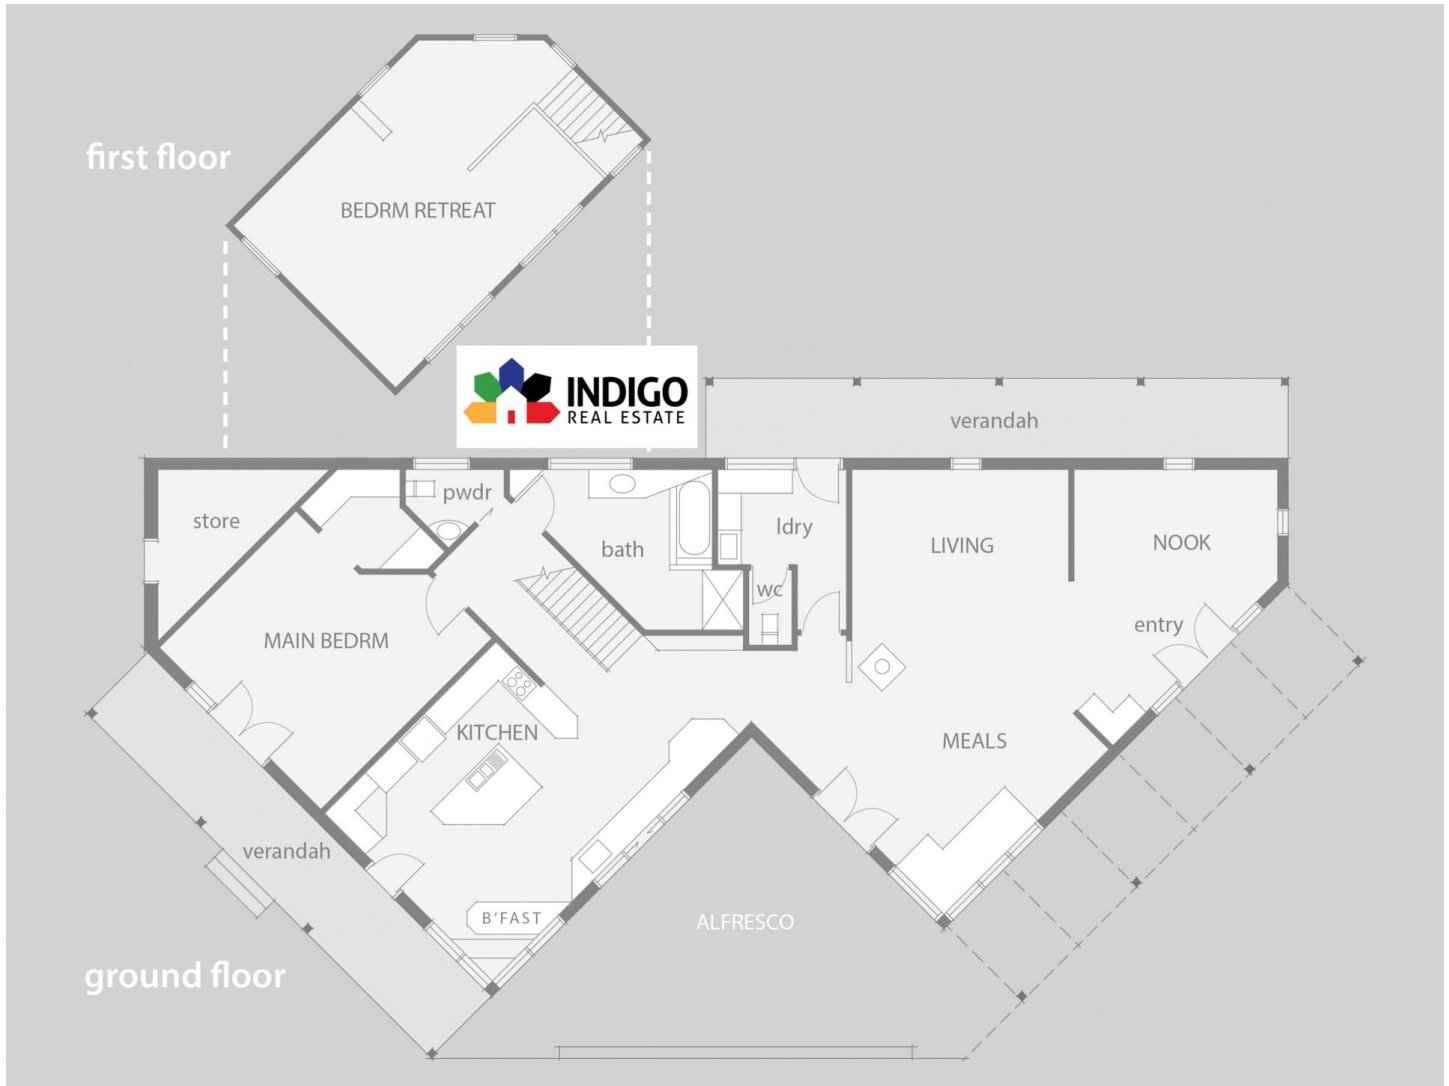 first floor
BEDRM RETREAT
INDIGO
REAL ESTATE
verandah
pwdr
store
ldry
bath
LIVING
NOOK
wc
entry
MAIN BEDRM
KITCHEN
MEALS
verandah
B'FAST
ALFRESCO
ground floor